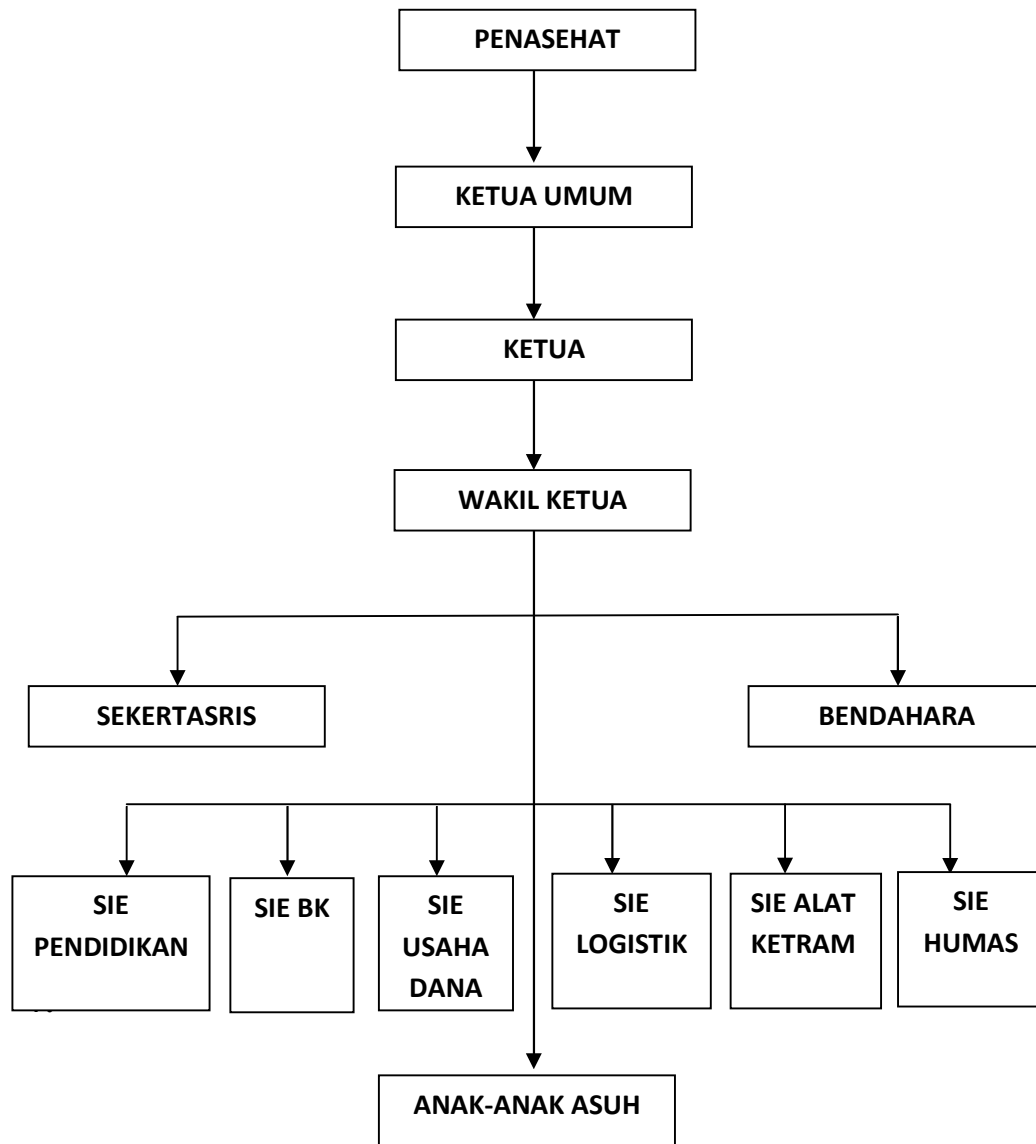 PENASEHAT
KETUA UMUM
KETUA
WAKIL KETUA
SEKERTASRIS
BENDAHARA
SIE
PENDIDIKAN
SIE BK
SIE
USAHA
DANA
SIE
LOGISTIK
SIE ALAT
KETRAM
SIE
HUMAS
ANAK-ANAK ASUH